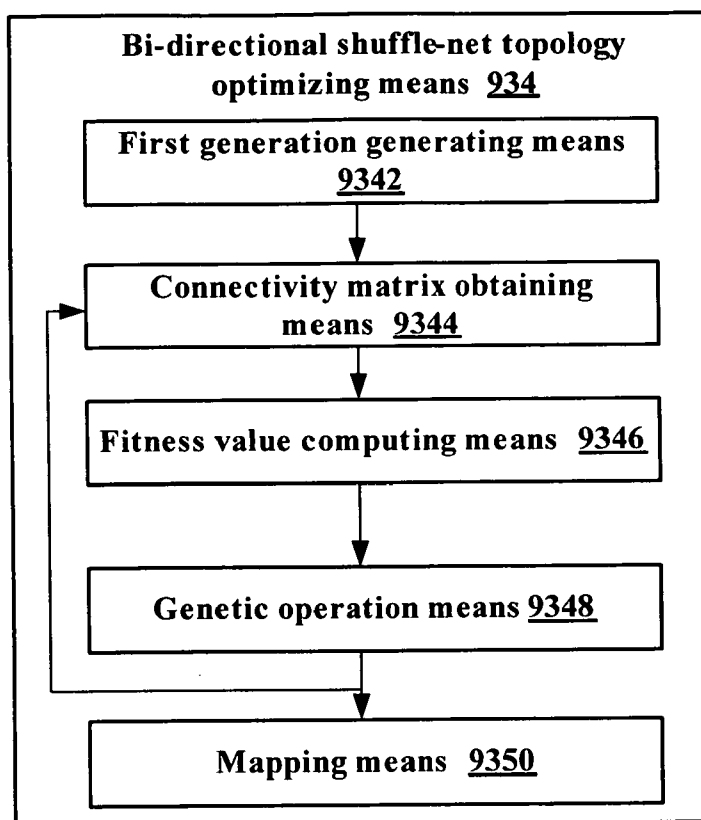 Bi-directional shuffle-net topology
optimizing means 934
First generation generating means
9342
Connectivity matrix obtaining
means 9344
Fitness value computing means 9346
Genetic operation means 9348
Mapping means 9350